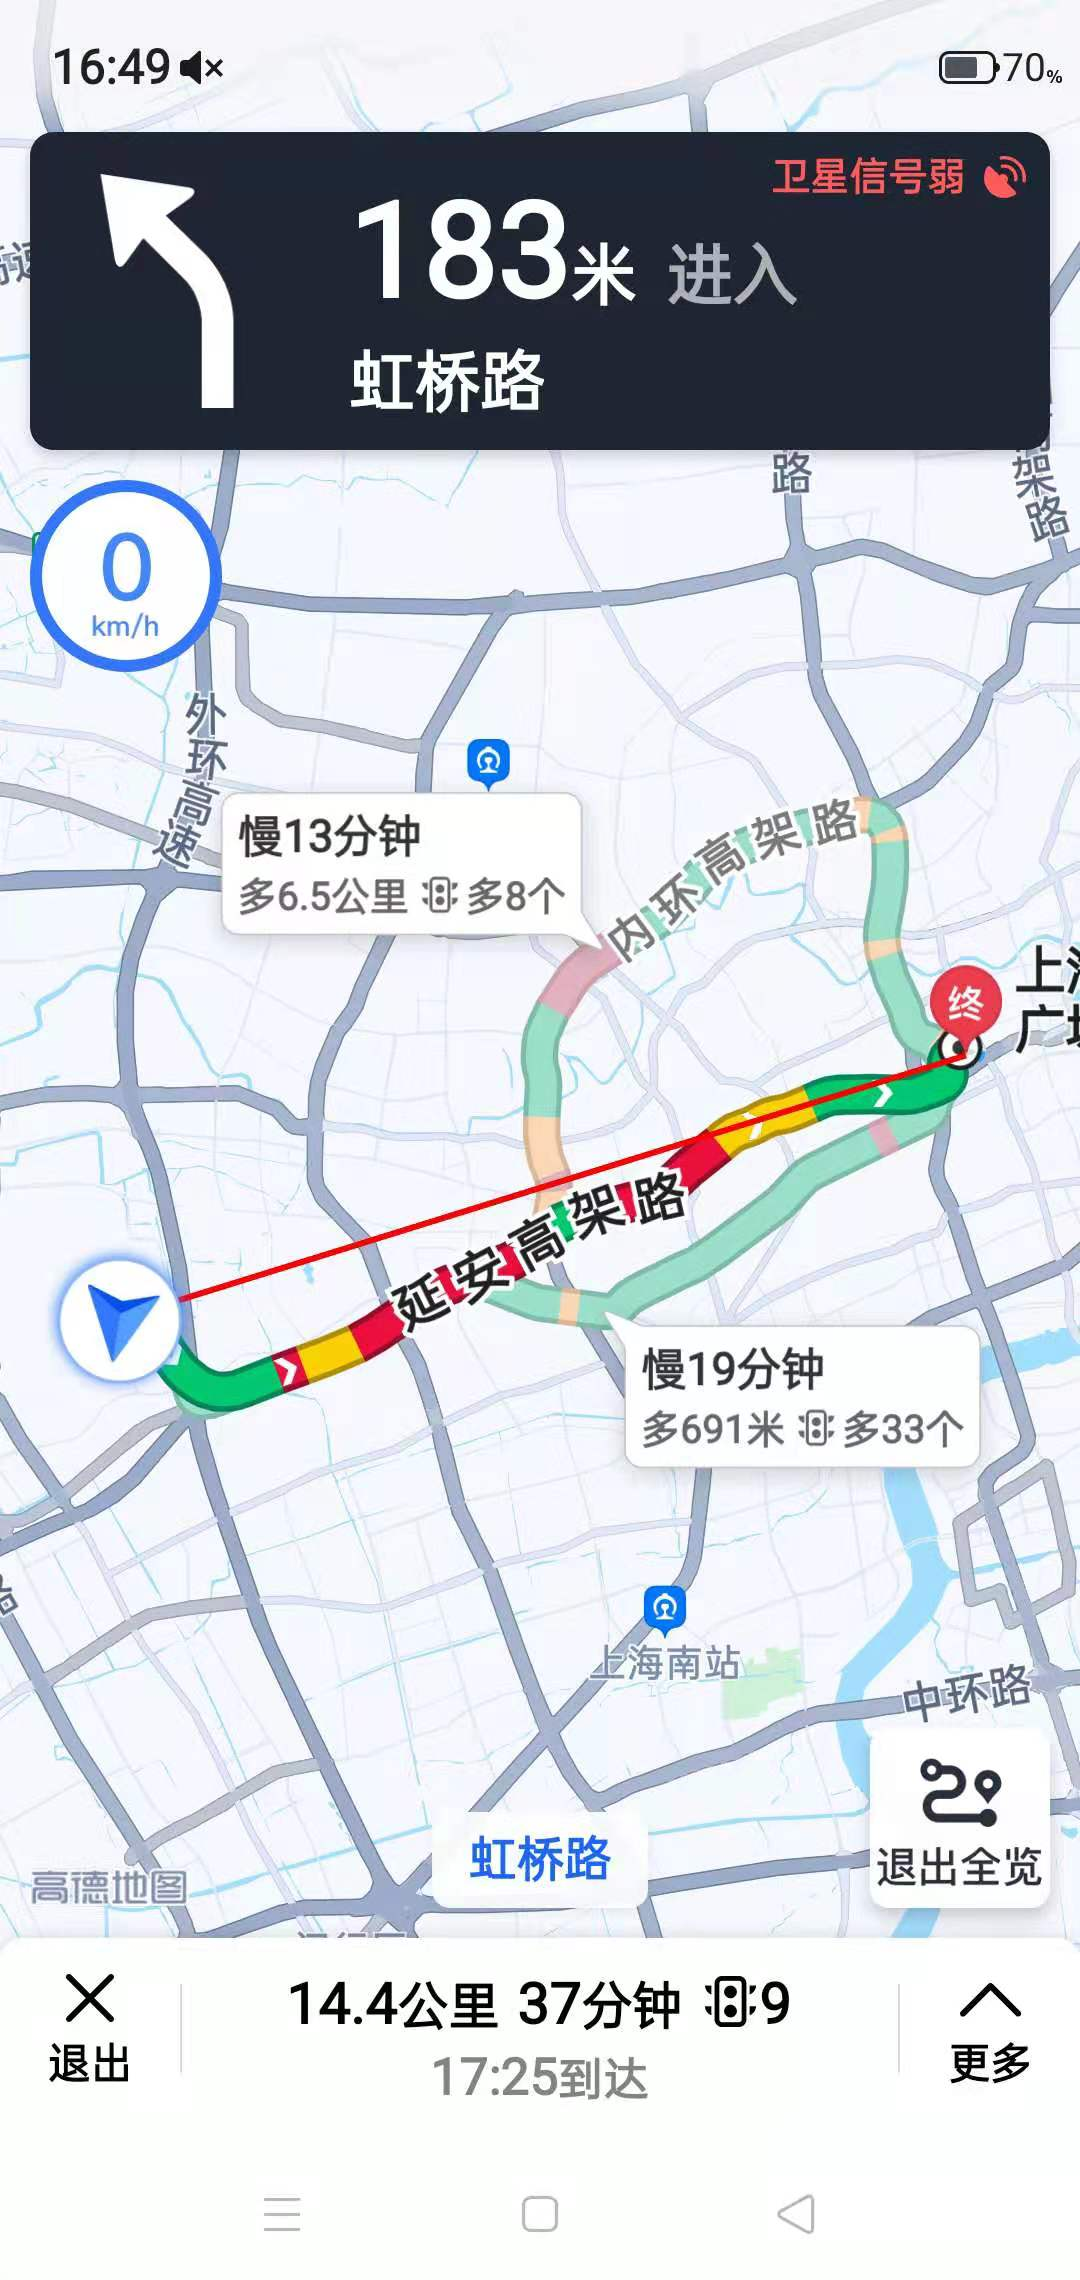 16:49
70%
卫星信号弱
183米 进入
虹桥路
0
km/h
路
架路
外环高速
慢13分钟
多6.5公里 多8个
内环高架路
终
上海
广场
延安高架路
慢19分钟
多691米 多33个
上海南站
中环路
退出全览
虹桥路
高德地图
退出
14.4公里 37分钟 9
17:25到达
更多